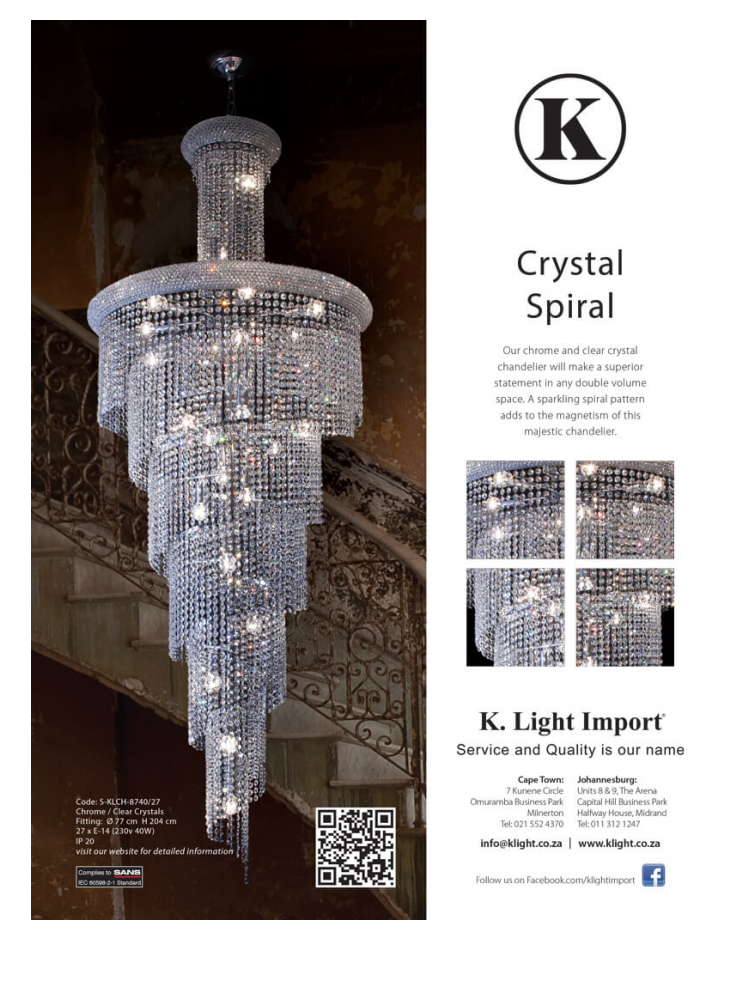 K
Crystal
Spiral
Our chrome and clear crystal
chandelier will make a superior
statement in any double volume
space. A sparkling spiral pattern
adds to the magnetism of this
majestic chandelier.
K. Light Import®
Service and Quality is our name
Cape Town:
7 Kunene Circle
Omuramba Business Park
Milnerton
Tel: 021 552 4370
Johannesburg:
Units 8 & 9, The Arena
Capital Hill Business Park
Halfway House, Midrand
Tel: 011 312 1247
info@klight.co.za | www.klight.co.za
Follow us on Facebook.com/klightimport
f
Code: S-KLCH-8740/27
Chrome / Clear Crystals
Fitting: Ø 77 cm H 204 cm
27 x E-14 (230v 40W)
IP 20
visit our website for detailed information
Complies to SANS
IEC 60598-2-1 Standard